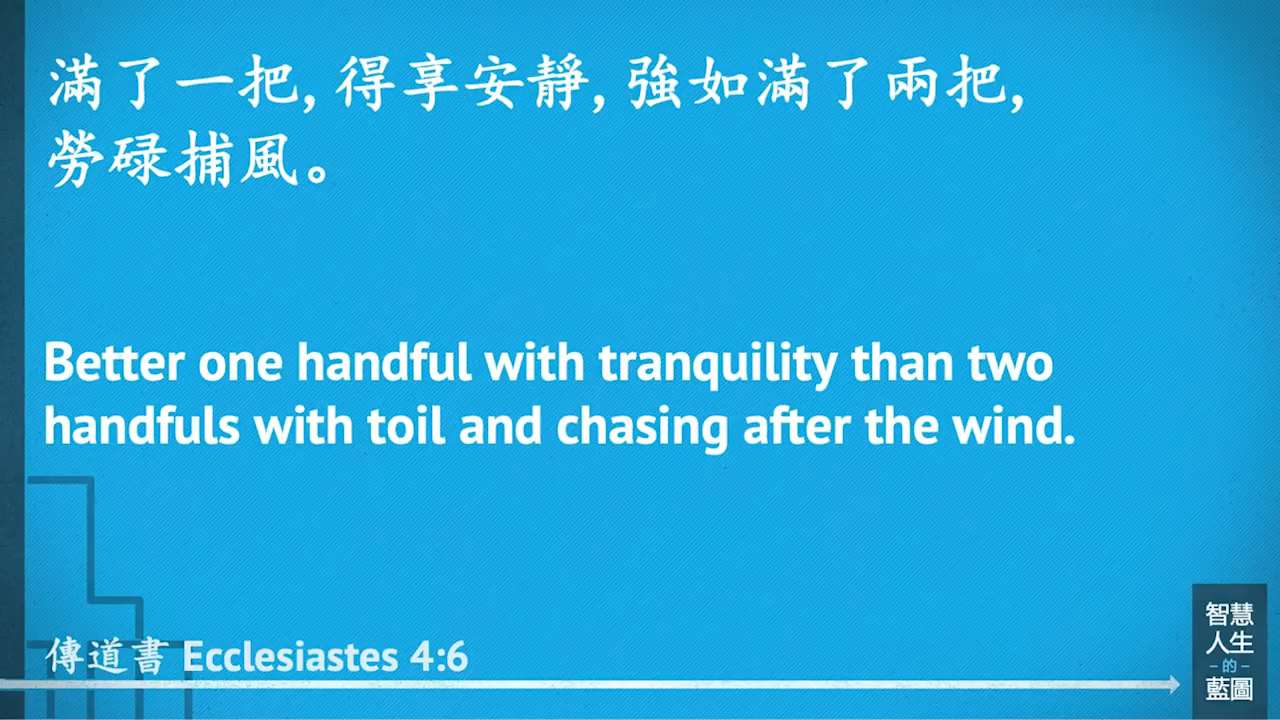 滿了一把, 得享安靜, 強如滿了兩把,
勞碌捕風。
Better one handful with tranquility than two
handfuls with toil and chasing after the wind.
傳道書 Ecclesiastes 4:6
智慧
人生
–的–
藍圖